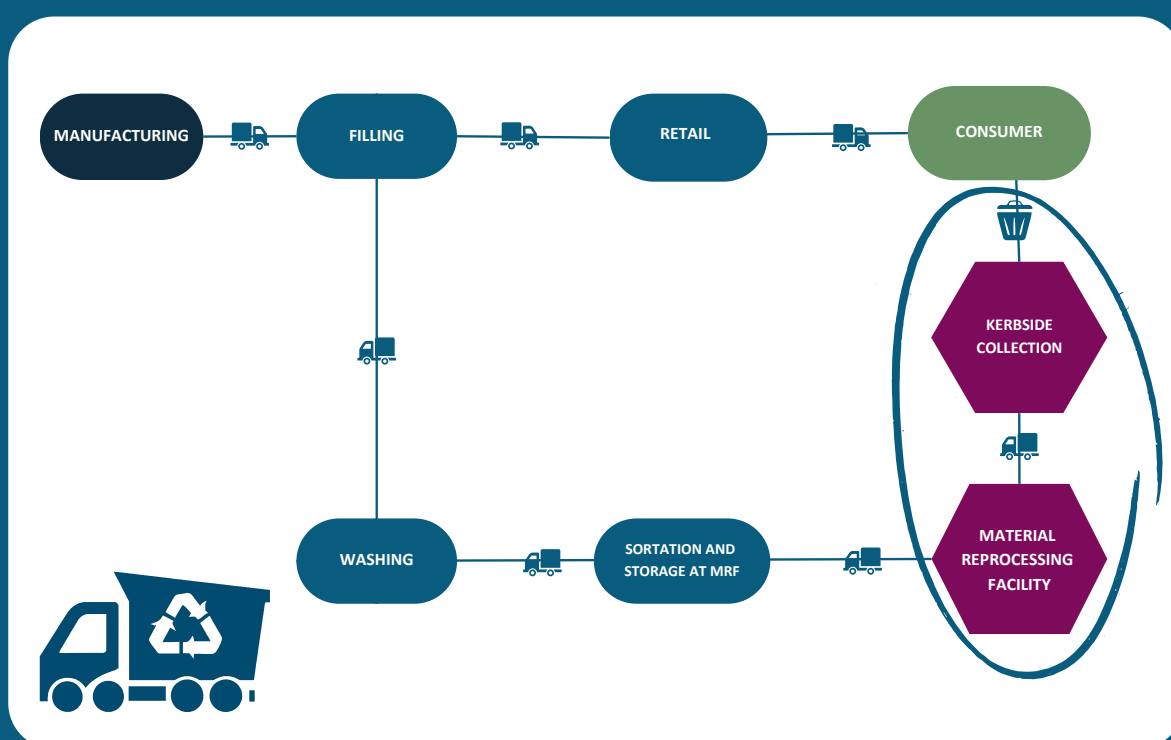 MANUFACTURING
FILLING
RETAIL
CONSUMER
KERBSIDE
COLLECTION
WASHING
SORTATION AND
STORAGE AT MRF
MATERIAL
REPROCESSING
FACILITY